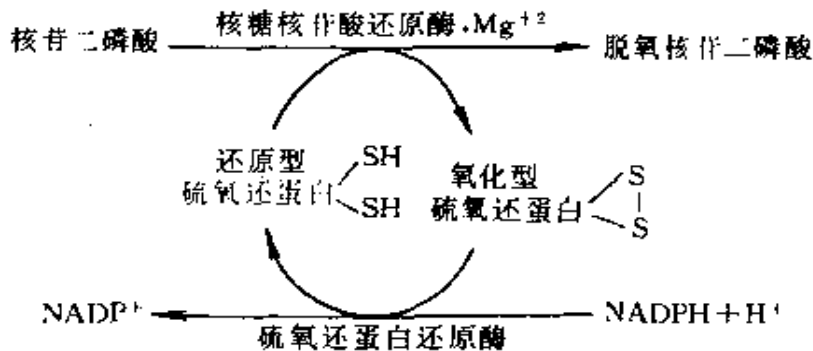 核糖核苷酸还原酶·Mg⁺²
核苷二磷酸
脱氧核苷二磷酸
还原型
硫氧还蛋白
SH
SH
氧化型
硫氧还蛋白
S
S
NADP⁺
NADPH＋H⁺
硫氧还蛋白还原酶